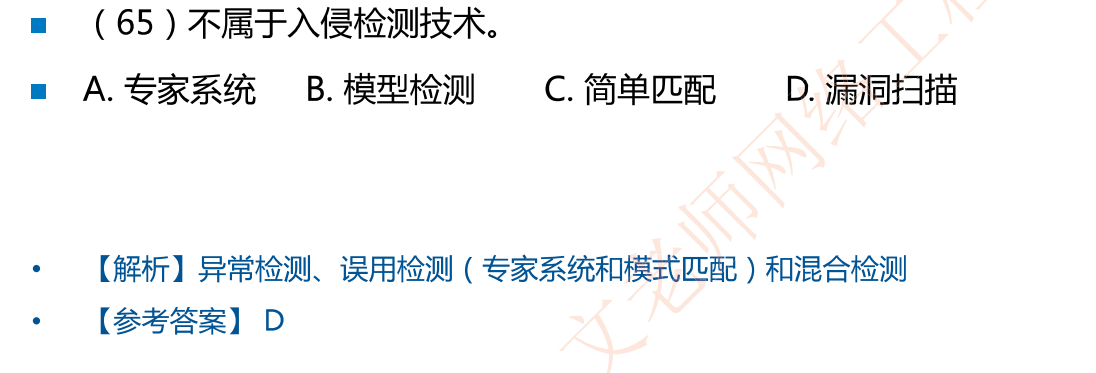 （65）不属于入侵检测技术。
A. 专家系统 B. 模型检测 C. 简单匹配 D. 漏洞扫描
【解析】异常检测、误用检测（专家系统和模式匹配）和混合检测
【参考答案】 D
文老师网络工程